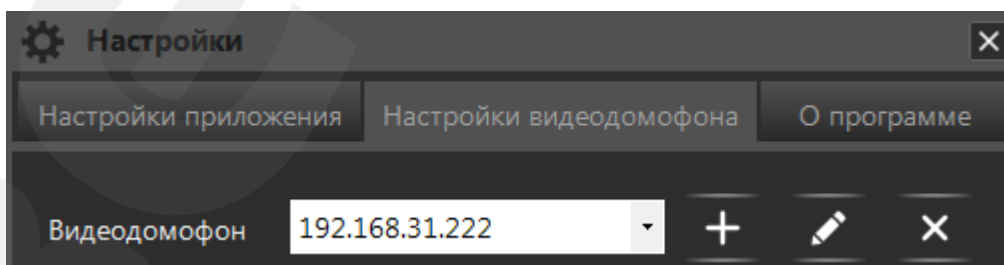 Настройки
Настройки приложения Настройки видеодомофона О программе
Видеодомофон 192.168.31.222